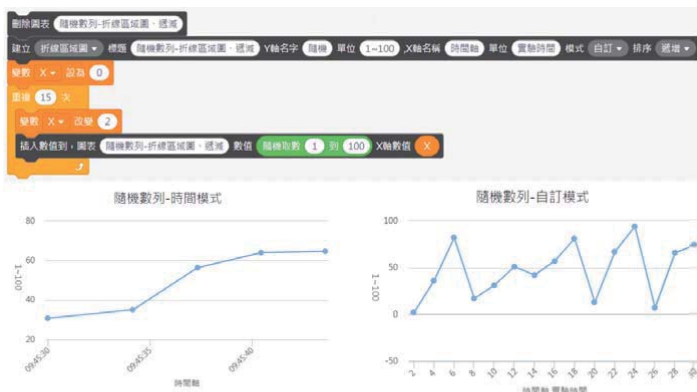 刪除圖表 隨機數列-折線區域圖、遞減
建立 折線區域圖 標題 隨機數列-折線區域圖、遞減 Y軸名字 隨機 單位 1~100 ,X軸名稱 時間軸 單位 實驗時間 模式 自訂 排序 遞增
變數 X 設為 0
重複 15 次
變數 X 改變 2
插入數值到,圖表 隨機數列-折線區域圖、遞減 數值 隨機取數 1 到 100 X軸數值 X
隨機數列-時間模式
80
60
40
20
1~100
09:45:30
09:45:35
09:45:40
時間軸
隨機數列-自訂模式
100
50
0
-50
1~100
2 4 6 8 10 12 14 16 18 20 22 24 26 28 30
時間軸 實驗時間